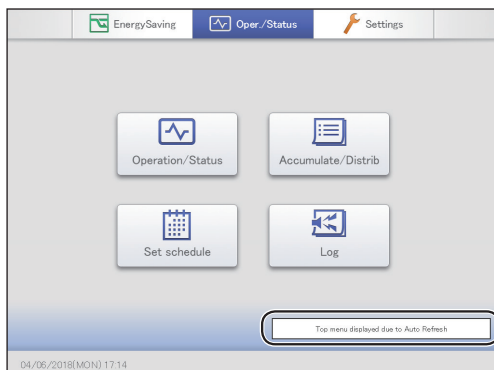 EnergySaving Oper./Status Settings
Operation/Status Accumulate/Distrib
Set schedule Log
Top menu displayed due to Auto Refresh
04/06/2018(MON) 17:14